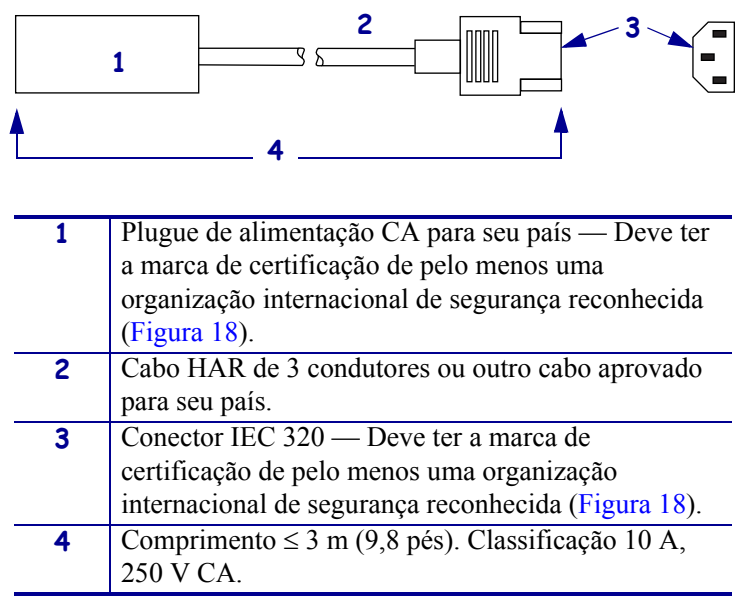 2
3
1
4
1 Plugue de alimentação CA para seu país — Deve ter
a marca de certificação de pelo menos uma
organização internacional de segurança reconhecida
(Figura 18).
2 Cabo HAR de 3 condutores ou outro cabo aprovado
para seu país.
3 Conector IEC 320 — Deve ter a marca de
certificação de pelo menos uma organização
internacional de segurança reconhecida (Figura 18).
4 Comprimento ≤ 3 m (9,8 pés). Classificação 10 A,
250 V CA.